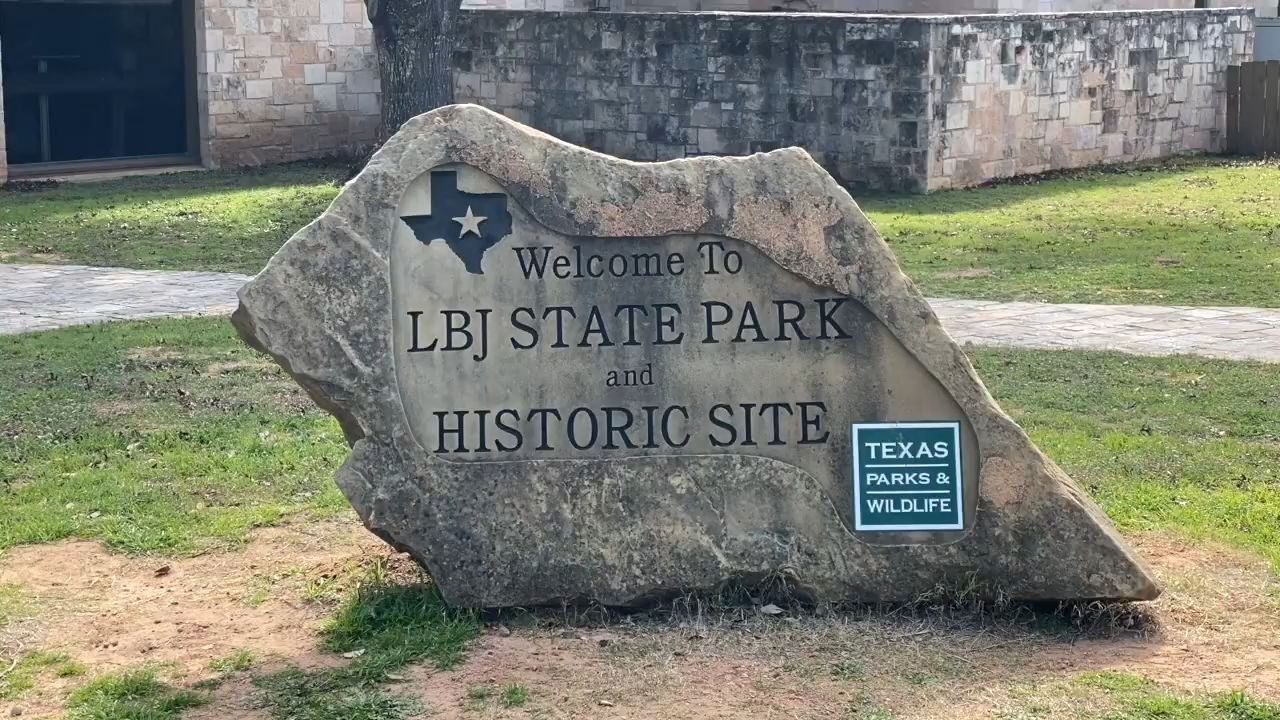 Welcome To
LBJ STATE PARK
and
HISTORIC SITE
TEXAS
PARKS &
WILDLIFE